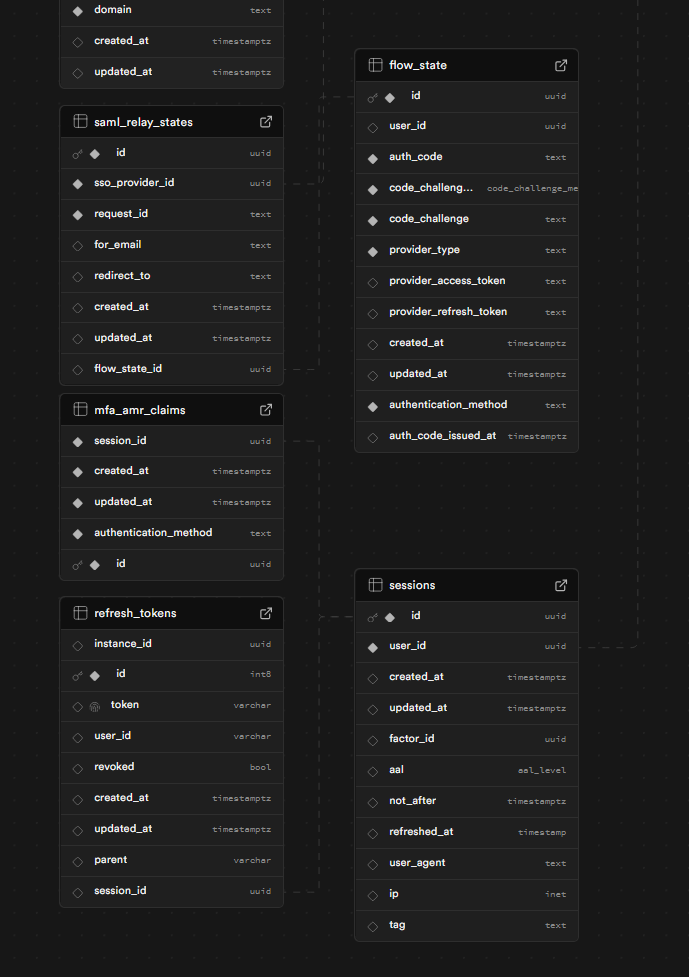 domain text
created_at timestamptz
updated_at timestamptz
saml_relay_states
id uuid
sso_provider_id uuid
request_id text
for_email text
redirect_to text
created_at timestamptz
updated_at timestamptz
flow_state_id uuid
mfa_amr_claims
session_id uuid
created_at timestamptz
updated_at timestamptz
authentication_method text
id uuid
refresh_tokens
instance_id uuid
id int8
token varchar
user_id varchar
revoked bool
created_at timestamptz
updated_at timestamptz
parent varchar
session_id uuid
flow_state
id uuid
user_id uuid
auth_code text
code_challeng... code_challenge_me
code_challenge text
provider_type text
provider_access_token text
provider_refresh_token text
created_at timestamptz
updated_at timestamptz
authentication_method text
auth_code_issued_at timestamptz
sessions
id uuid
user_id uuid
created_at timestamptz
updated_at timestamptz
factor_id uuid
aal aal_level
not_after timestamptz
refreshed_at timestamp
user_agent text
ip inet
tag text